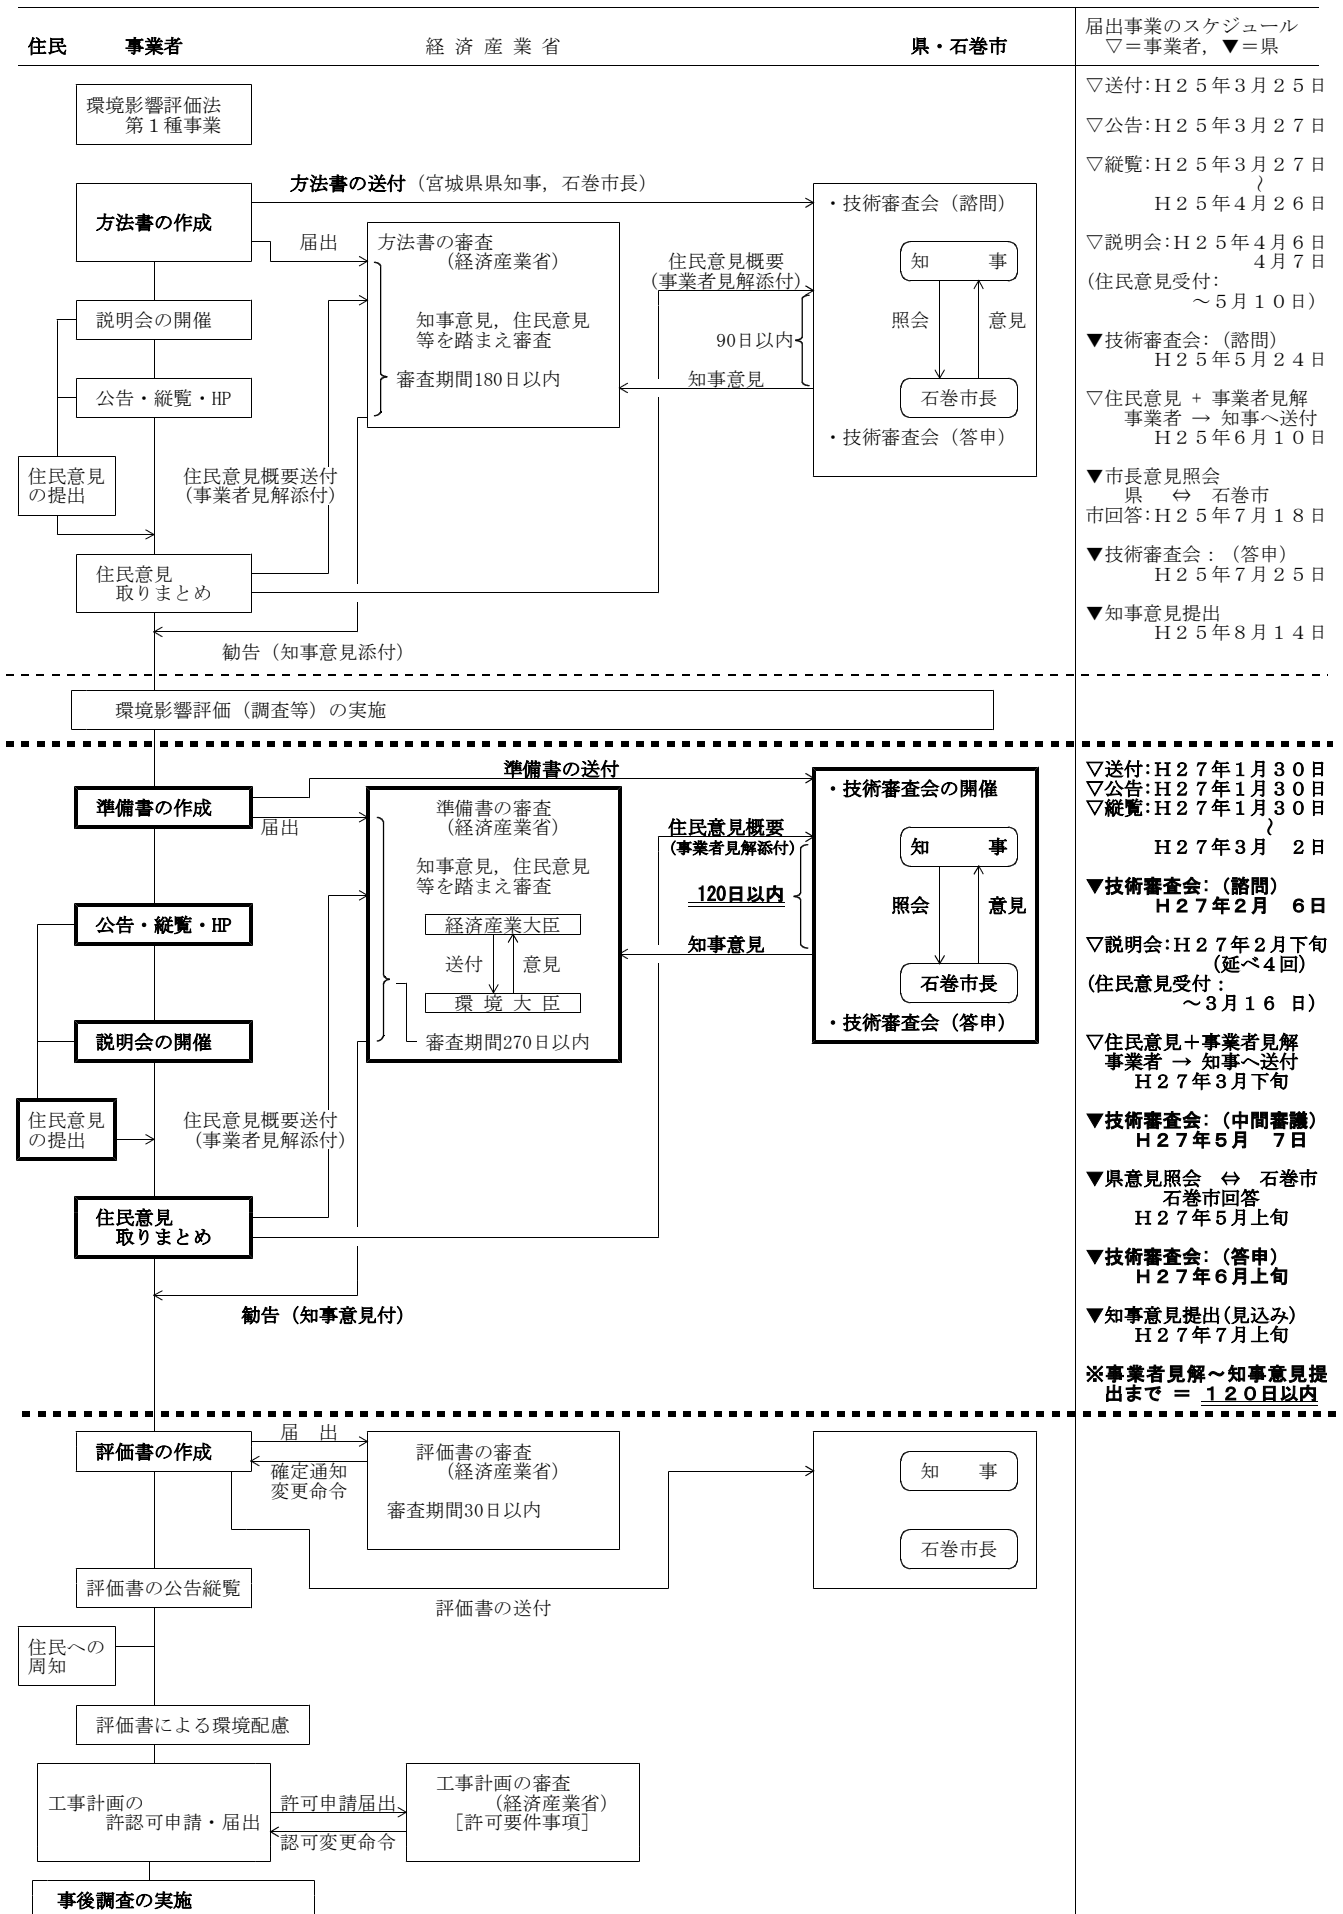 住民
事業者
経 済 産 業 省
県・石巻市
届出事業のスケジュール
▽＝事業者，▼＝県
環境影響評価法
第１種事業
方法書の送付（宮城県県知事，石巻市長）
方法書の作成
届出
方法書の審査
（経済産業省）
知事意見，住民意見
等を踏まえ審査
審査期間180日以内
住民意見概要
（事業者見解添付）
90日以内
知事意見
・技術審査会（諮問）
知　　　事
照会
意見
石巻市長
・技術審査会（答申）
説明会の開催
公告・縦覧・HP
住民意見
の提出
住民意見概要送付
（事業者見解添付）
住民意見
取りまとめ
勧告（知事意見添付）
▽送付：Ｈ２５年３月２５日
▽公告：Ｈ２５年３月２７日
▽縦覧：Ｈ２５年３月２７日
～
Ｈ２５年４月２６日
▽説明会：Ｈ２５年４月６日
４月７日
（住民意見受付：
～５月１０日）
▼技術審査会：（諮問）
Ｈ２５年５月２４日
▽住民意見 + 事業者見解
事業者 → 知事へ送付
Ｈ２５年６月１０日
▼市長意見照会
県　⇔　石巻市
市回答：Ｈ２５年７月１８日
▼技術審査会：（答申）
Ｈ２５年７月２５日
▼知事意見提出
Ｈ２５年８月１４日
環境影響評価（調査等）の実施
準備書の送付
準備書の作成
届出
準備書の審査
（経済産業省）
知事意見，住民意見
等を踏まえ審査
経済産業大臣
送付
意見
環 境 大 臣
審査期間270日以内
住民意見概要
（事業者見解添付）
120日以内
知事意見
・技術審査会の開催
知　　　事
照会
意見
石巻市長
・技術審査会（答申）
公告・縦覧・HP
説明会の開催
住民意見
の提出
住民意見概要送付
（事業者見解添付）
住民意見
取りまとめ
勧告（知事意見付）
▽送付：Ｈ２７年１月３０日
▽公告：Ｈ２７年１月３０日
▽縦覧：Ｈ２７年１月３０日
～
Ｈ２７年３月　２日
▼技術審査会：（諮問）
Ｈ２７年２月　６日
▽説明会：Ｈ２７年２月下旬
（延べ４回）
（住民意見受付：
～３月１６ 日）
▽住民意見＋事業者見解
事業者 → 知事へ送付
Ｈ２７年３月下旬
▼技術審査会：（中間審議）
Ｈ２７年５月　７日
▼県意見照会　⇔　石巻市
石巻市回答
Ｈ２７年５月上旬
▼技術審査会：（答申）
Ｈ２７年６月上旬
▼知事意見提出（見込み）
Ｈ２７年７月上旬
※事業者見解～知事意見提
出まで ＝ １２０日以内
評価書の作成
届　出
確定通知
変更命令
評価書の審査
（経済産業省）
審査期間30日以内
知　　事
石巻市長
評価書の公告縦覧
評価書の送付
住民への
周知
評価書による環境配慮
工事計画の
許認可申請・届出
許可申請届出
認可変更命令
工事計画の審査
（経済産業省）
［許可要件事項］
事後調査の実施